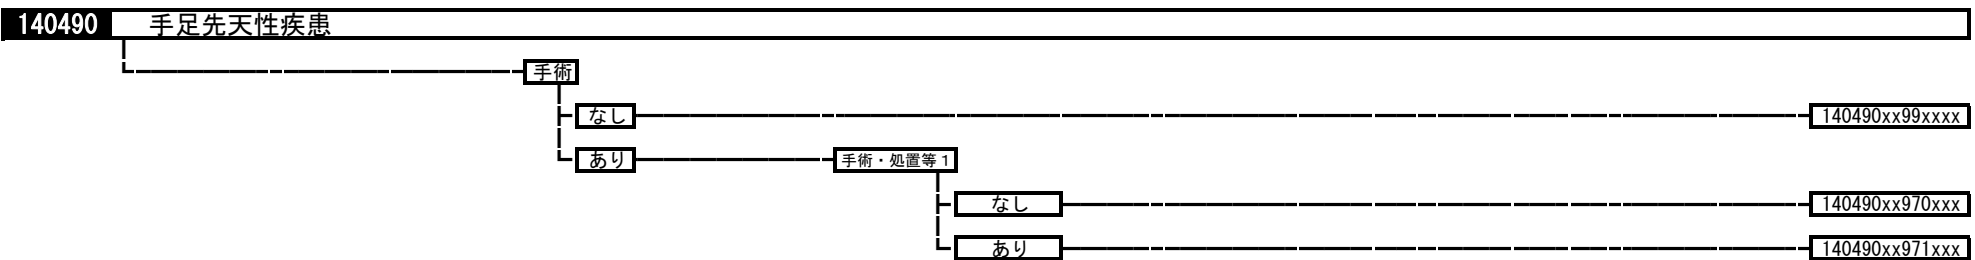 140490 手足先天性疾患
手術
なし 140490xx99xxxx
あり 手術・処置等1
なし 140490xx970xxx
あり 140490xx971xxx